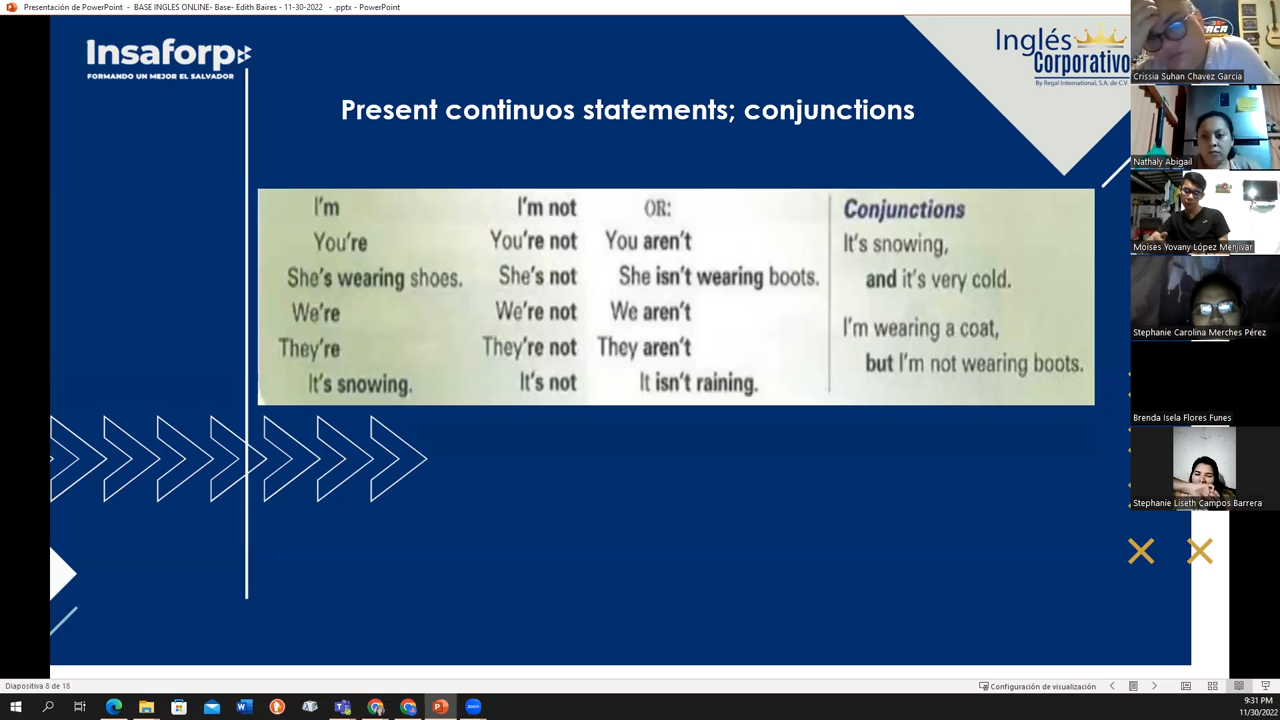 Presentación de PowerPoint - BASE INGLES ONLINE- Base- Edith Baires - 11-30-2022 - .pptx - PowerPoint
Insaforp
FORMANDO UN MEJOR EL SALVADOR
Inglés
Corporativo
By Regal International, S.A. de C.V.
Present continuos statements; conjunctions
I'm I'm not OR: Conjunctions
You're You're not You aren't It's snowing,
She's wearing shoes. She's not She isn't wearing boots. and it's very cold.
We're We're not We aren't I'm wearing a coat,
They're They're not They aren't but I'm not wearing boots.
It's snowing. It's not It isn't raining.
Crissia Suhan Chavez Garcia
Nathaly Abigail
Moisés Yovany López Menjívar
Stephanie Carolina Merches Pérez
Brenda Isela Flores Funes
Stephanie Liseth Campos Barrera
Diapositiva 8 de 18
Configuración de visualización
9:31 PM
11/30/2022